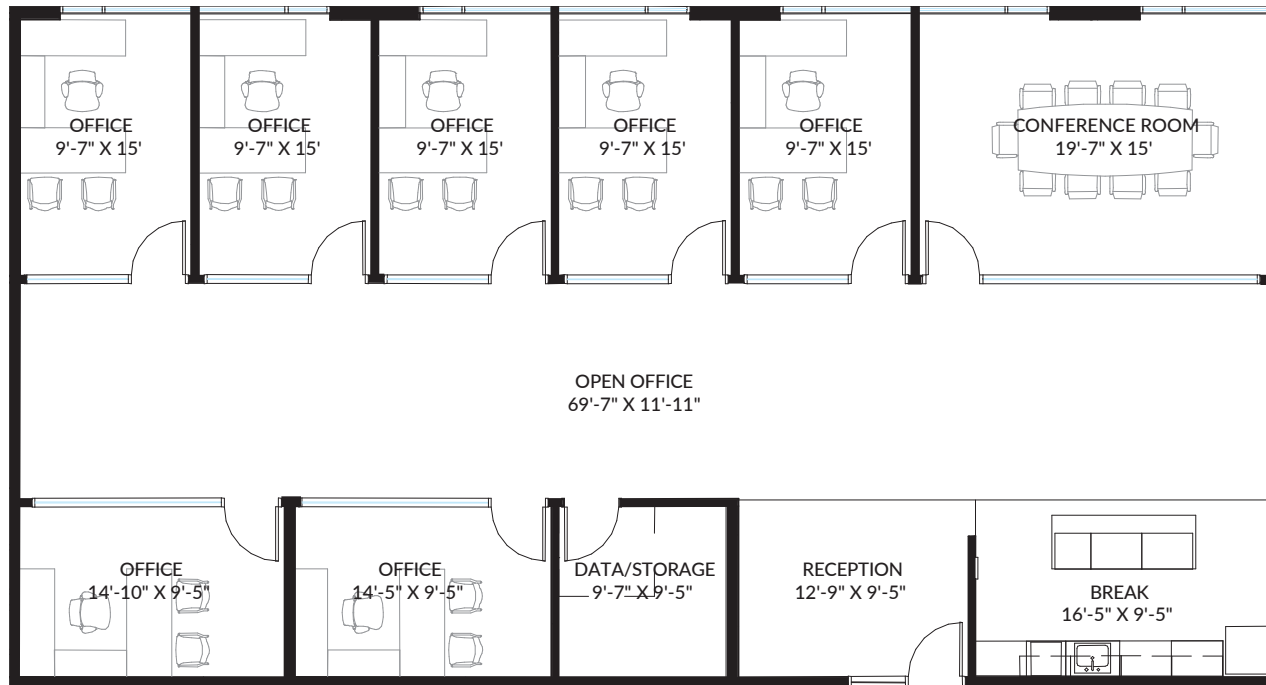 OFFICE
9'-7" X 15'
OFFICE
9'-7" X 15'
OFFICE
9'-7" X 15'
OFFICE
9'-7" X 15'
OFFICE
9'-7" X 15'
CONFERENCE ROOM
19'-7" X 15'
OPEN OFFICE
69'-7" X 11'-11"
OFFICE
14'-10" X 9'-5"
OFFICE
14'-5" X 9'-5"
DATA/STORAGE
9'-7" X 9'-5"
RECEPTION
12'-9" X 9'-5"
BREAK
16'-5" X 9'-5"